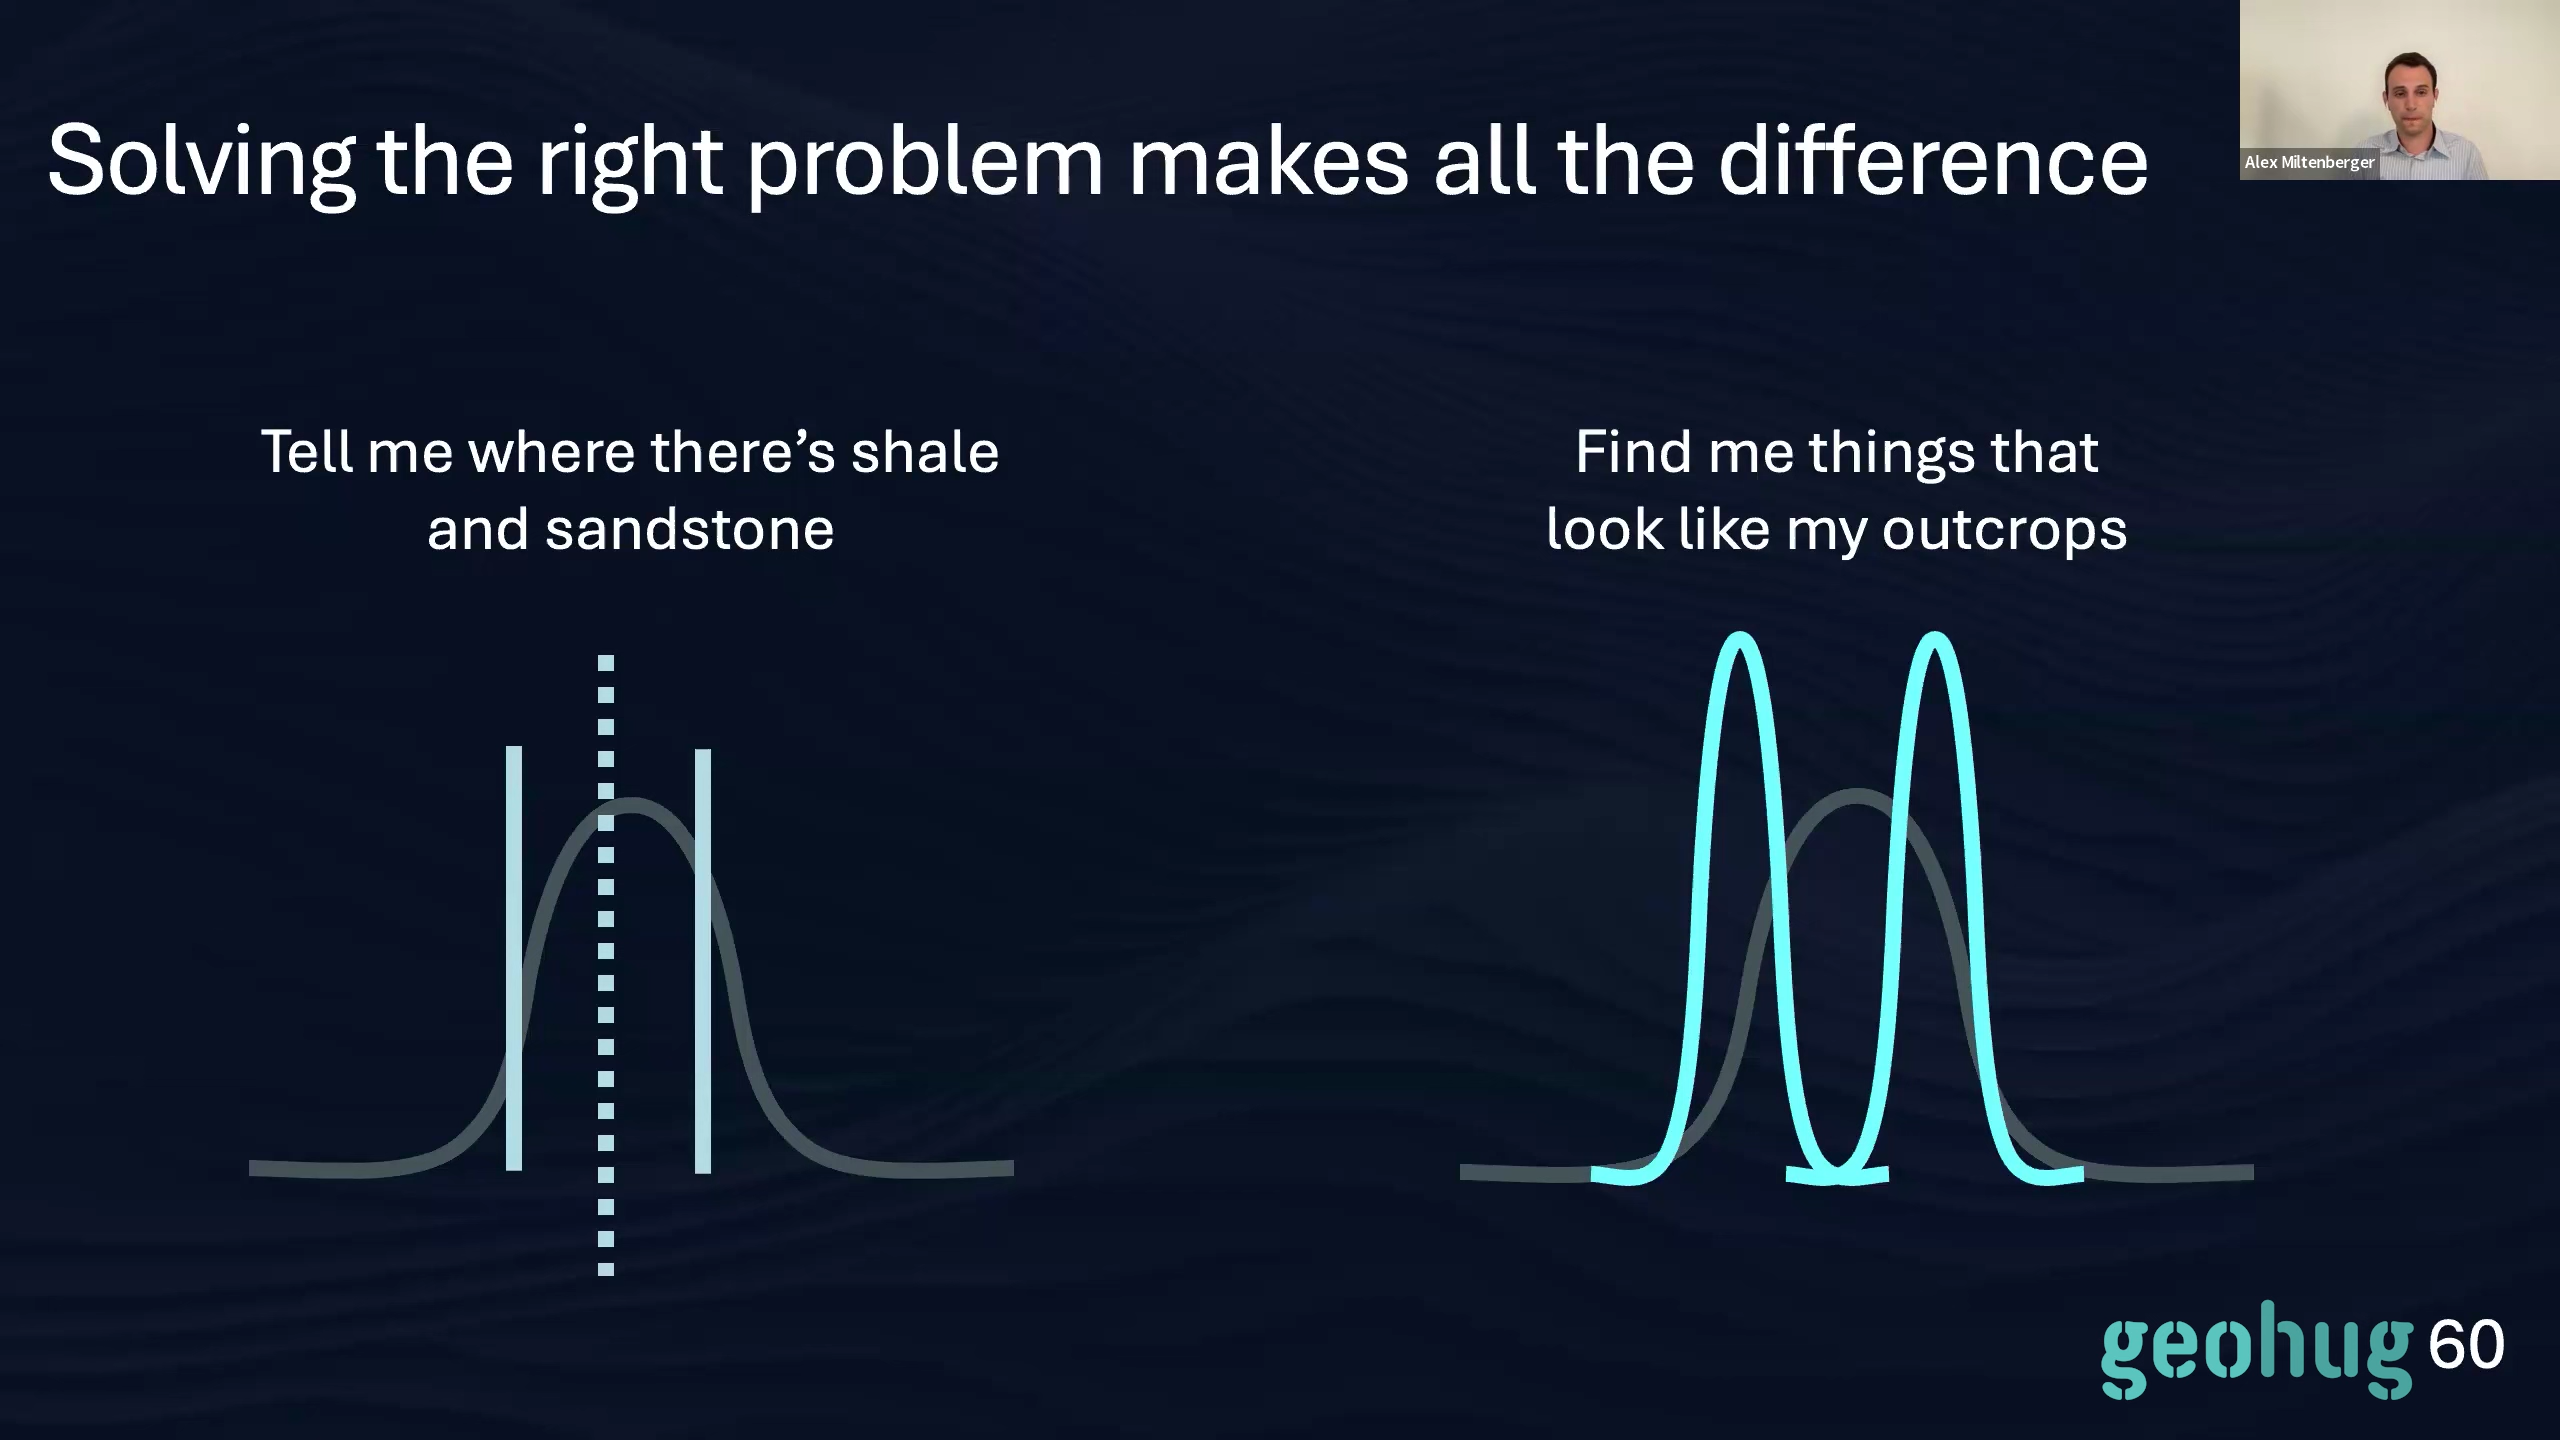 Solving the right problem makes all the difference
Alex Miltenberger
Tell me where there’s shale
and sandstone
Find me things that
look like my outcrops
geohug 60